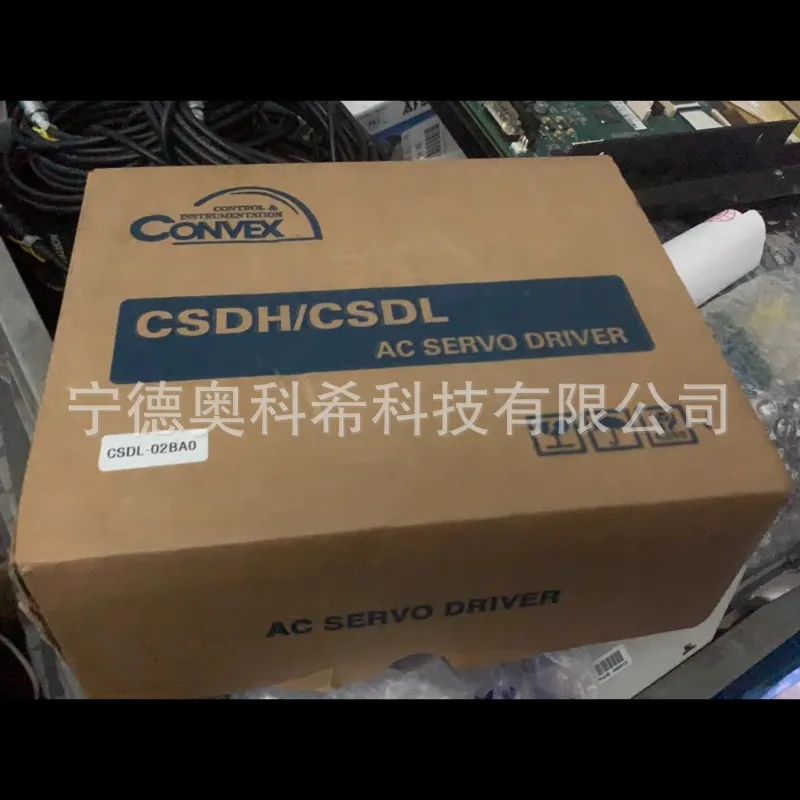 CONTROL &
INSTRUMENTATION
CONVEX
CSDH/CSDL
AC SERVO DRIVER
宁德奥科希科技有限公司
CSDL-02BA0
AC SERVO DRIVER